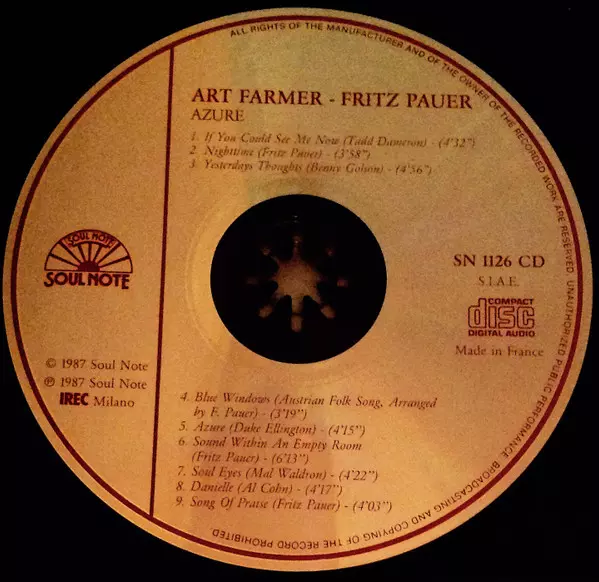 ALL RIGHTS OF THE MANUFACTURER AND OF THE OWNER OF THE RECORDED WORK ARE RESERVED. UNAUTHORIZED PUBLIC PERFORMANCE, BROADCASTING AND COPYING OF THE RECORD PROHIBITED.
ART FARMER - FRITZ PAUER
AZURE
1. If You Could See Me Now (Tadd Dameron) - (4'32")
2. Nighttime (Fritz Pauer) - (3'58")
3. Yesterdays Thoughts (Benny Golson) - (4'56")
SOUL NOTE
SOUL NOTE
SN 1126 CD
S.I.A.E.
COMPACT
disc
DIGITAL AUDIO
Made in France
© 1987 Soul Note
℗ 1987 Soul Note
IREC Milano
4. Blue Windows (Austrian Folk Song, Arranged
by F. Pauer) - (3'19")
5. Azure (Duke Ellington) - (4'15")
6. Sound Within An Empty Room
(Fritz Pauer) - (6'13")
7. Soul Eyes (Mal Waldron) - (4'22")
8. Danielle (Al Cohn) - (4'17")
9. Song Of Praise (Fritz Pauer) - (4'03")